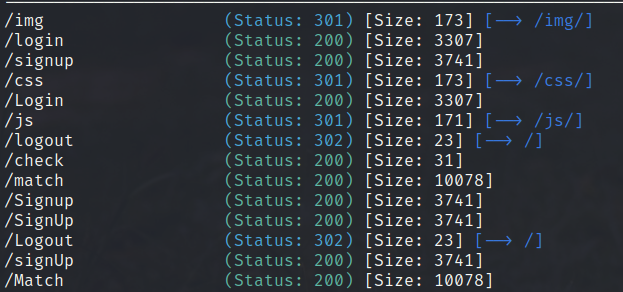 /img (Status: 301) [Size: 173] [--> /img/]
/login (Status: 200) [Size: 3307]
/signup (Status: 200) [Size: 3741]
/css (Status: 301) [Size: 173] [--> /css/]
/Login (Status: 200) [Size: 3307]
/js (Status: 301) [Size: 171] [--> /js/]
/logout (Status: 302) [Size: 23] [--> /]
/check (Status: 200) [Size: 31]
/match (Status: 200) [Size: 10078]
/Signup (Status: 200) [Size: 3741]
/SignUp (Status: 200) [Size: 3741]
/Logout (Status: 302) [Size: 23] [--> /]
/signUp (Status: 200) [Size: 3741]
/Match (Status: 200) [Size: 10078]